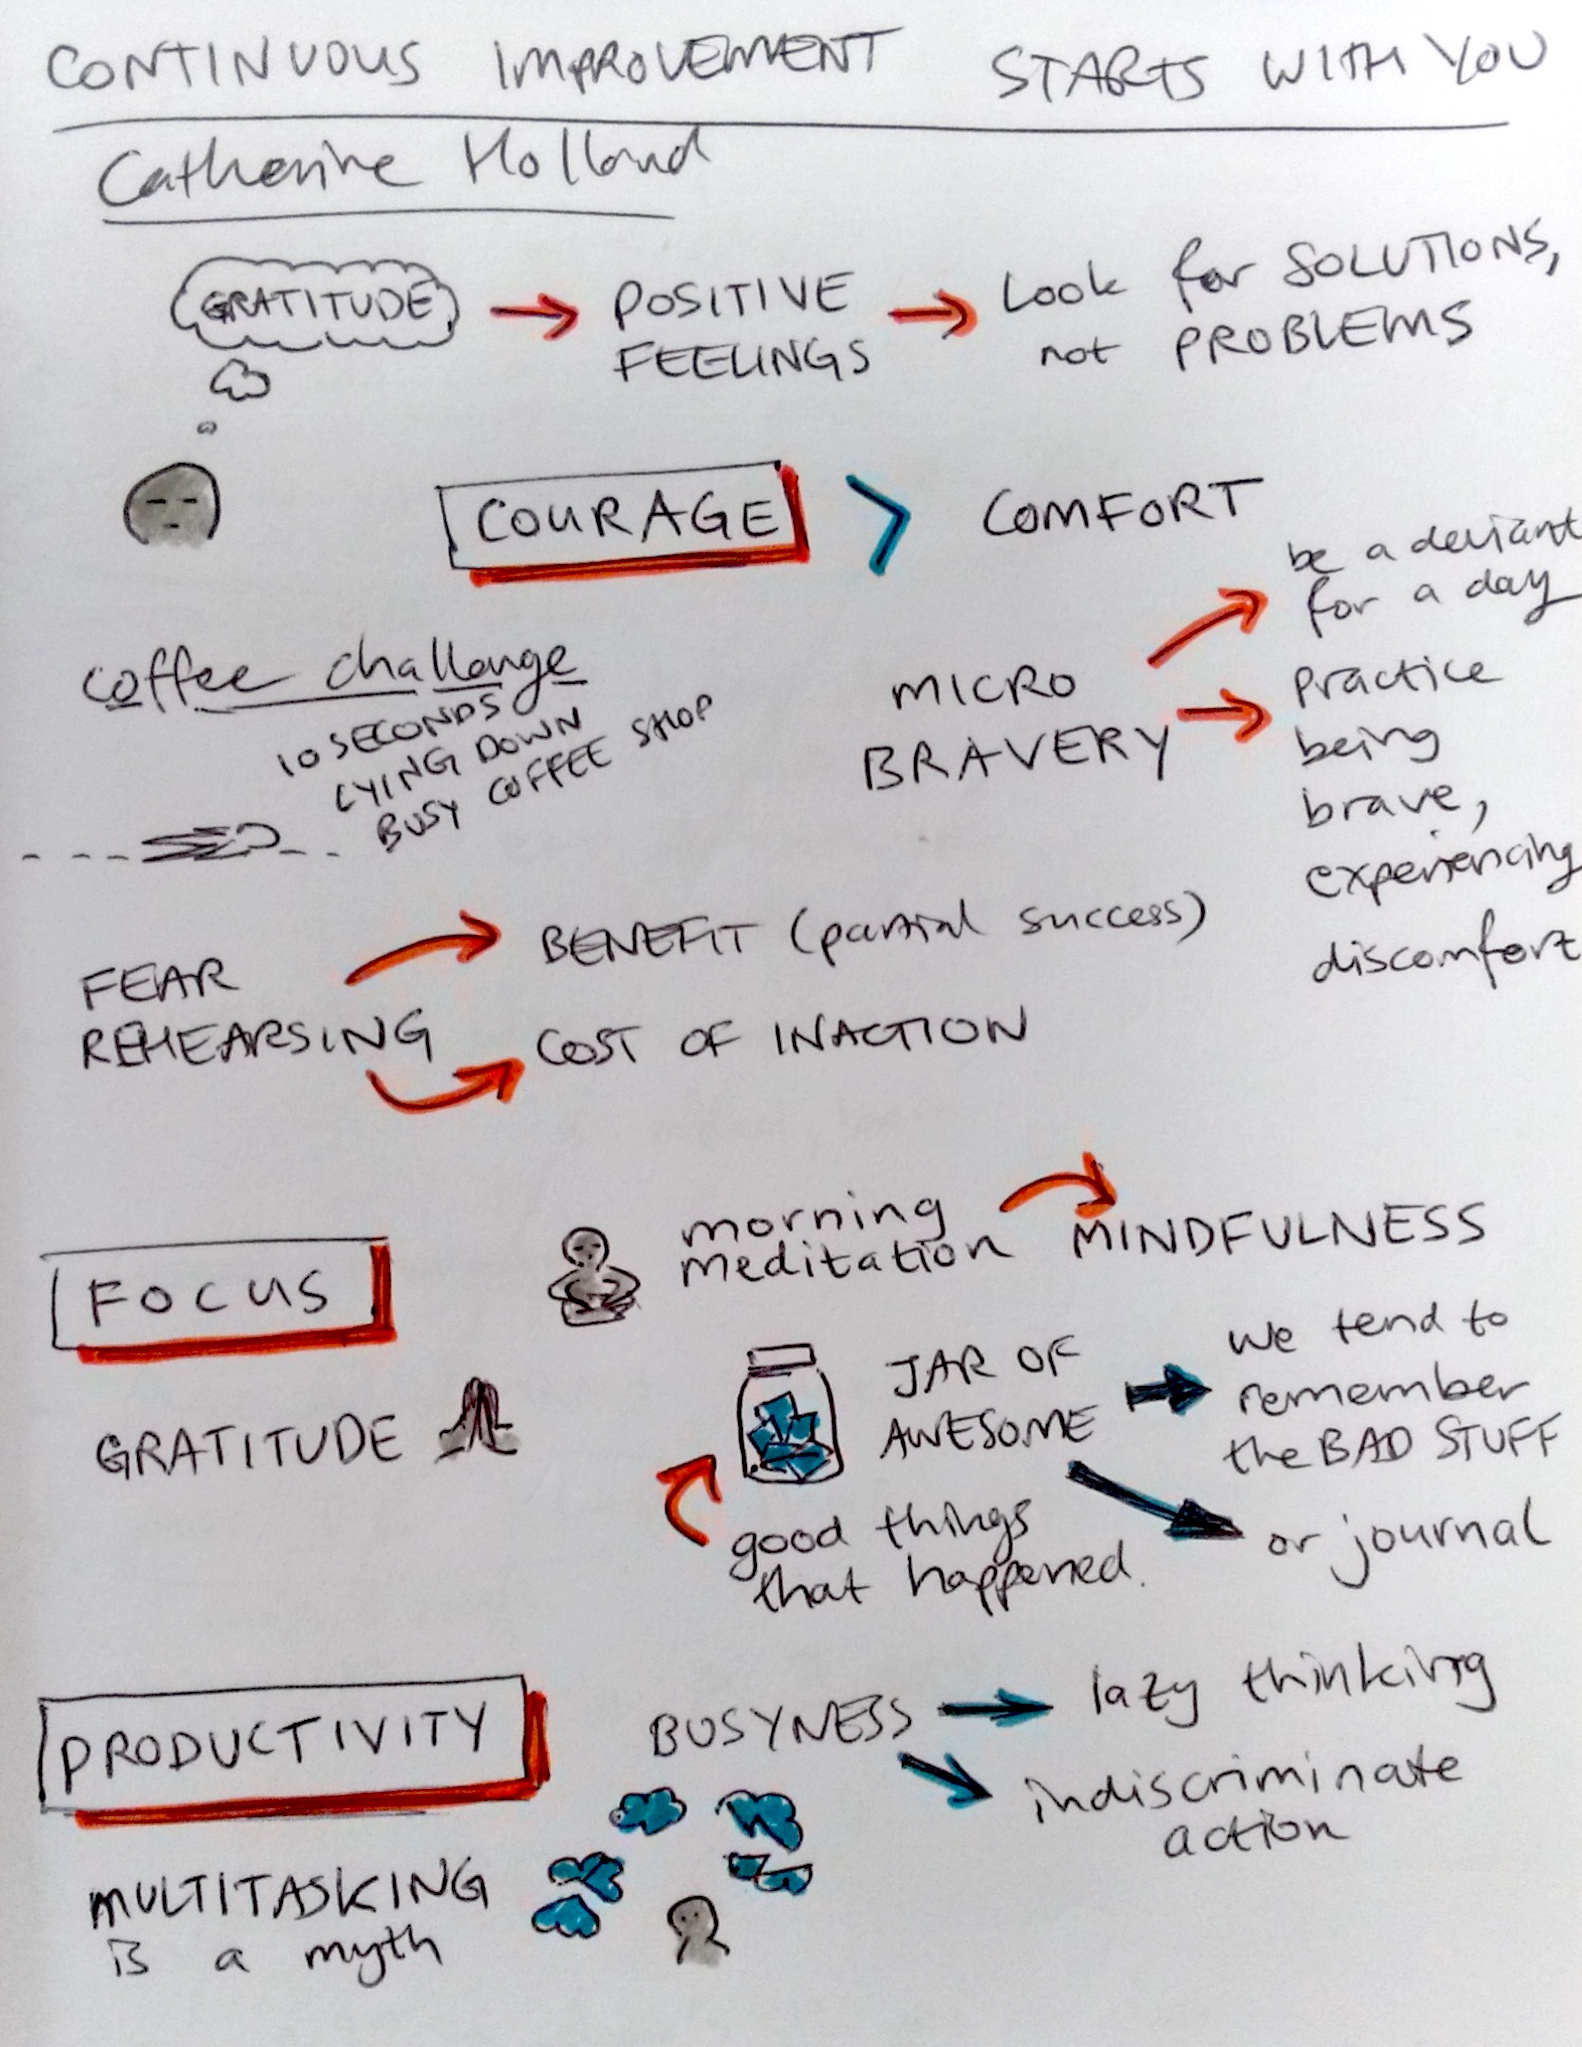 CONTINUOUS IMPROVEMENT STARTS WITH YOU
Catherine Holland
GRATITUDE
POSITIVE
FEELINGS
Look for SOLUTIONS,
not PROBLEMS
COURAGE > COMFORT
coffee challenge
10 SECONDS
LYING DOWN
BUSY COFFEE SHOP
MICRO
BRAVERY
be a deviant
for a day
practice
being
brave,
experiencing
discomfort
FEAR
REHEARSING
BENEFIT (partial success)
COST OF INACTION
FOCUS
morning
meditation
MINDFULNESS
GRATITUDE
JAR OF
AWESOME
we tend to
remember
the BAD STUFF
or journal
good things
that happened.
PRODUCTIVITY
BUSYNESS
lazy thinking
indiscriminate
action
MULTITASKING
is a myth